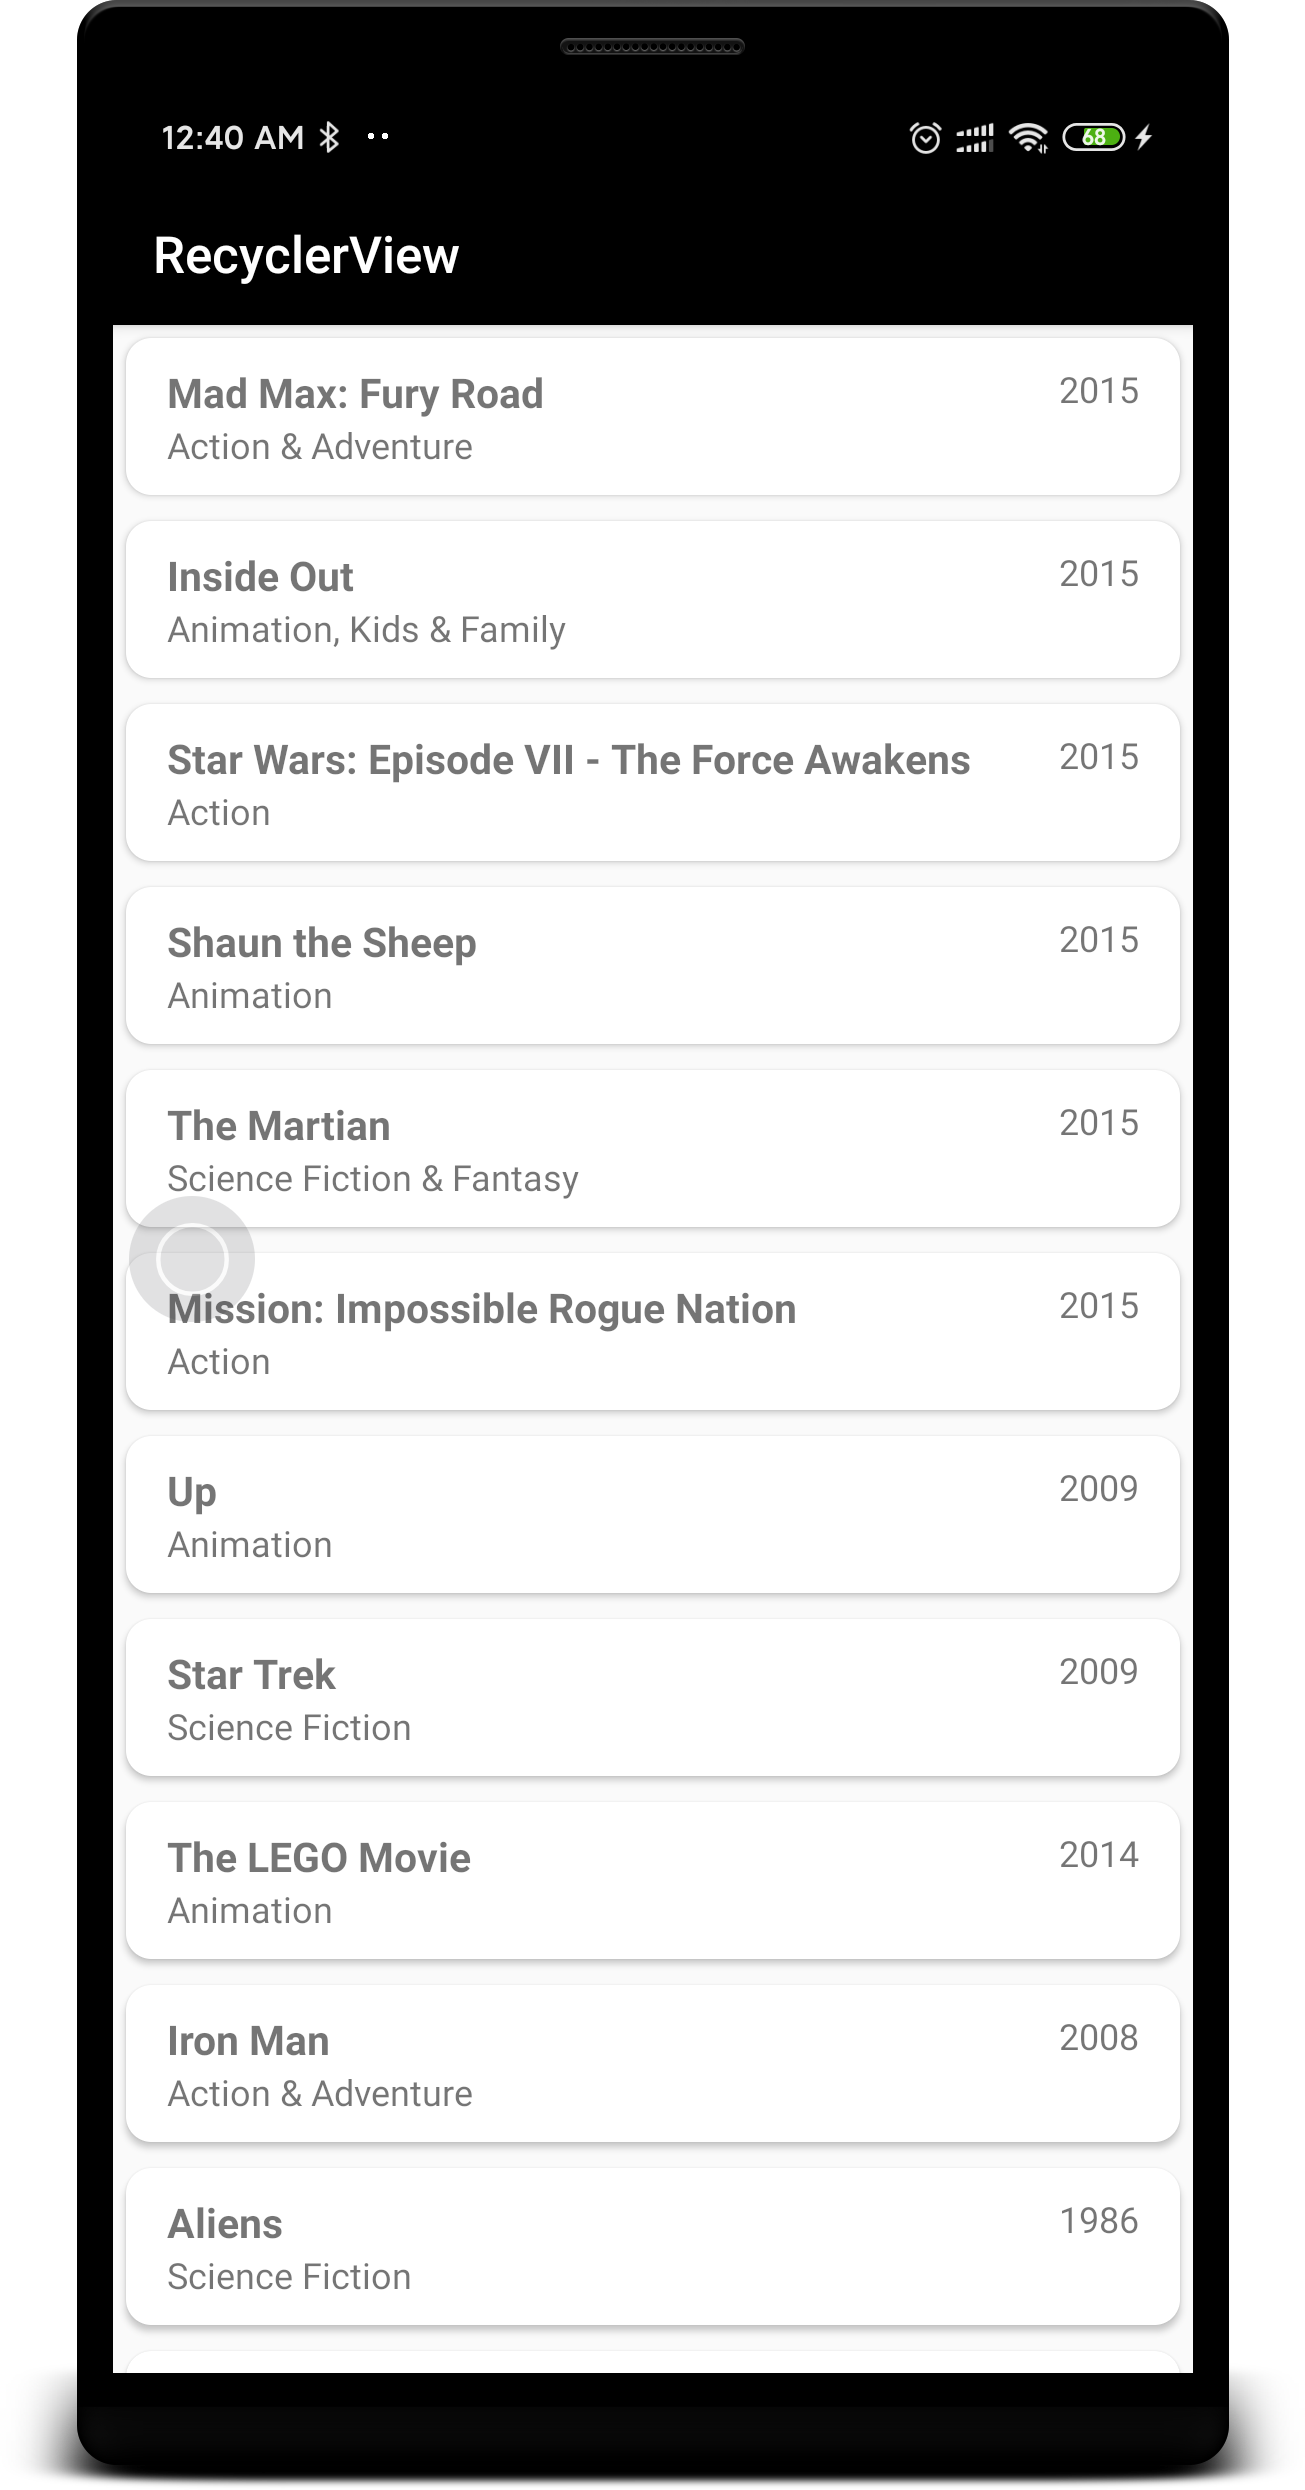 12:40 AM
68
RecyclerView
Mad Max: Fury Road 2015
Action & Adventure
Inside Out 2015
Animation, Kids & Family
Star Wars: Episode VII - The Force Awakens 2015
Action
Shaun the Sheep 2015
Animation
The Martian 2015
Science Fiction & Fantasy
Mission: Impossible Rogue Nation 2015
Action
Up 2009
Animation
Star Trek 2009
Science Fiction
The LEGO Movie 2014
Animation
Iron Man 2008
Action & Adventure
Aliens 1986
Science Fiction